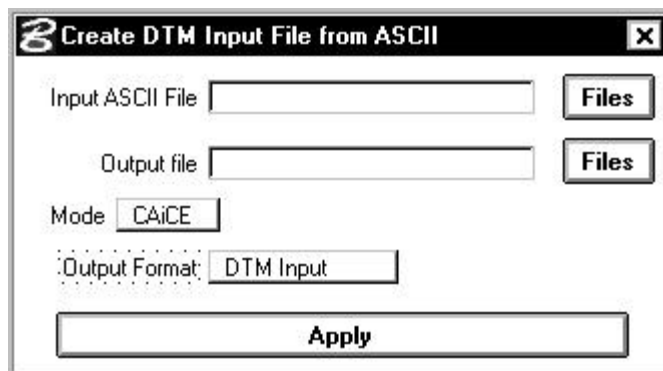 Create DTM Input File from ASCII
Input ASCII File Files
Output file Files
Mode CAiCE
Output Format: DTM Input
Apply